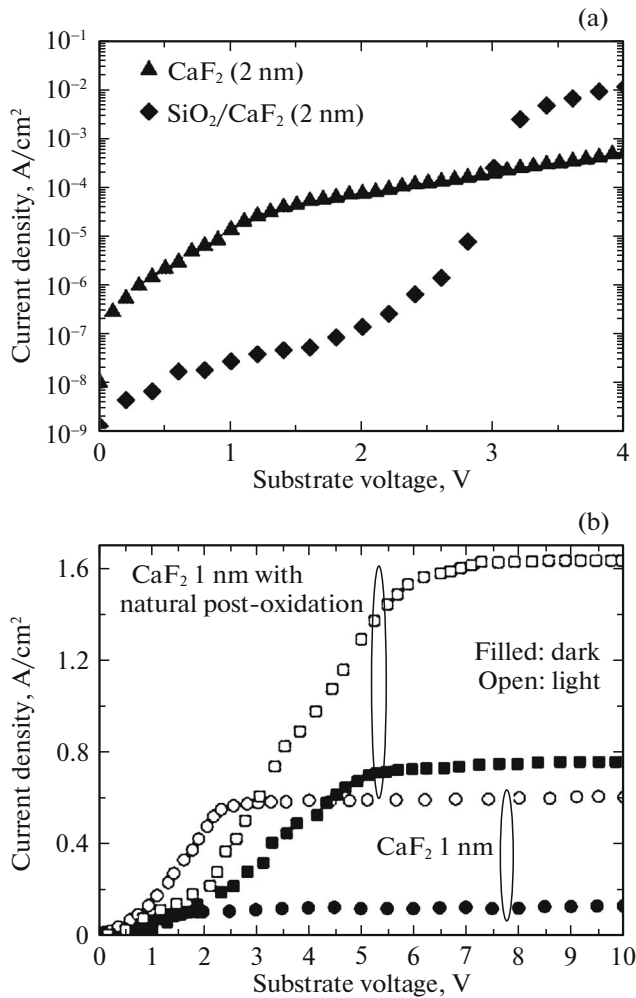 (a)
10⁻¹
10⁻²
10⁻³
10⁻⁴
10⁻⁵
10⁻⁶
10⁻⁷
10⁻⁸
10⁻⁹
Current density, A/cm²
CaF₂ (2 nm)
SiO₂/CaF₂ (2 nm)
0 1 2 3 4
Substrate voltage, V
(b)
1.6
1.2
0.8
0.4
0
Current density, A/cm²
CaF₂ 1 nm with
natural post-oxidation
Filled: dark
Open: light
CaF₂ 1 nm
0 1 2 3 4 5 6 7 8 9 10
Substrate voltage, V